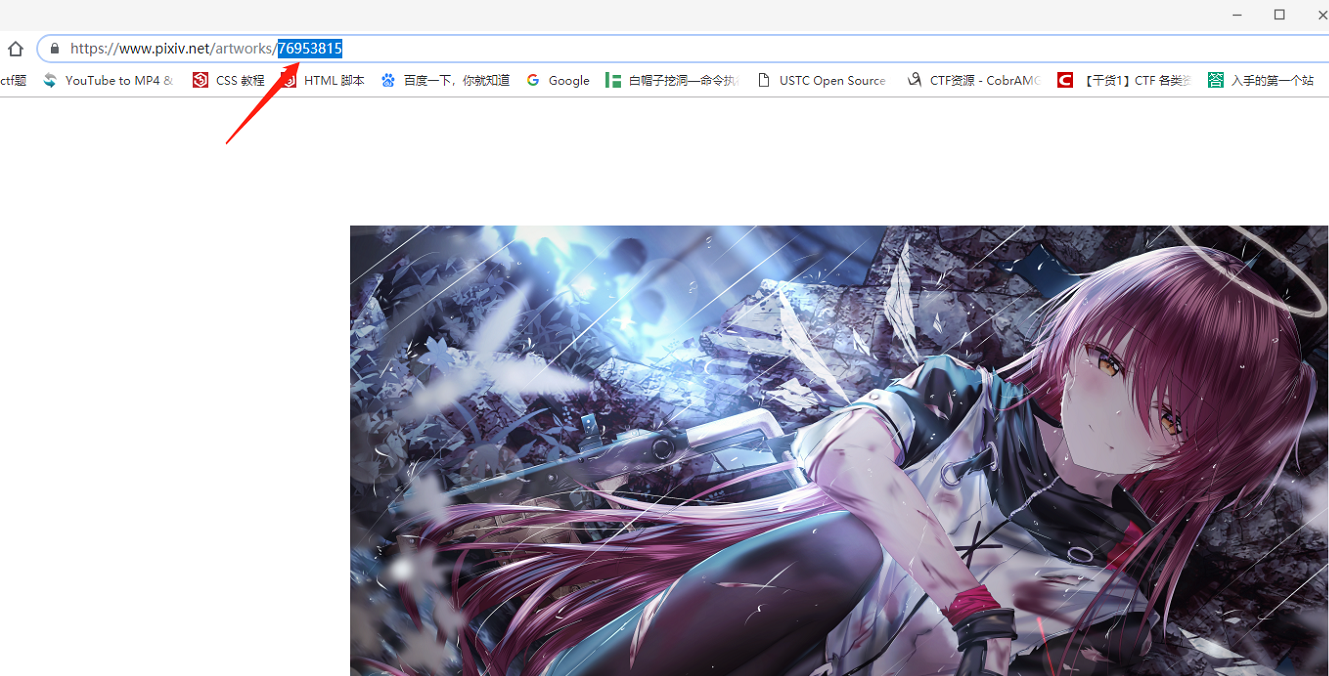 https://www.pixiv.net/artworks/76953815
ctf题 YouTube to MP4 & CSS 教程 HTML 脚本 百度一下，你就知道 Google 白帽子挖洞—命令执 USTC Open Source CTF资源 - CobrAMG 【干货1】CTF 各类资 入手的第一个站